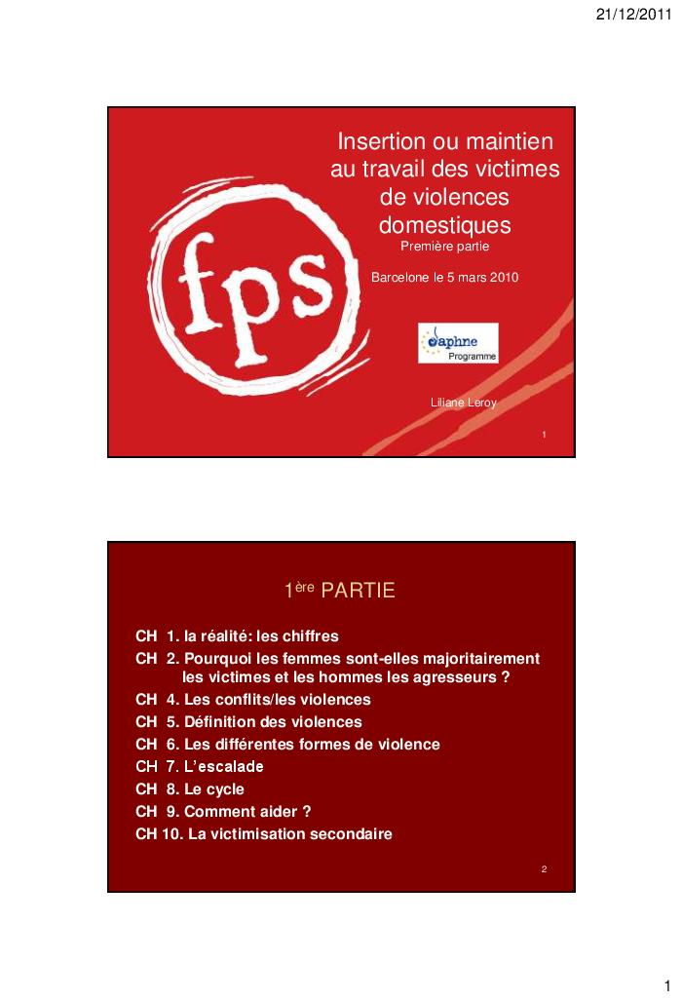 21/12/2011
Insertion ou maintien
au travail des victimes
de violences
domestiques
Première partie
Barcelone le 5 mars 2010
fps
daphne
Programme
Liliane Leroy
1
1ère PARTIE
CH 1. la réalité: les chiffres
CH 2. Pourquoi les femmes sont-elles majoritairement
les victimes et les hommes les agresseurs ?
CH 4. Les conflits/les violences
CH 5. Définition des violences
CH 6. Les différentes formes de violence
CH 7. L’escalade
CH 8. Le cycle
CH 9. Comment aider ?
CH 10. La victimisation secondaire
2
1